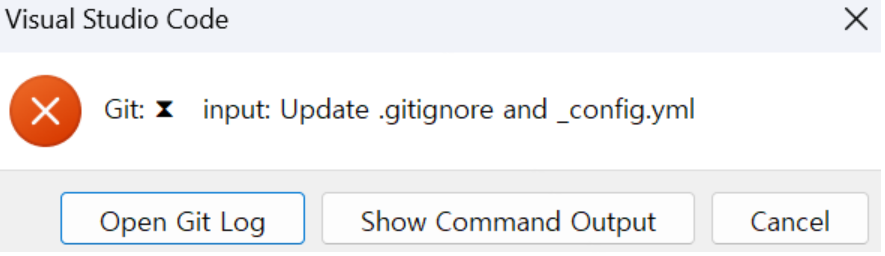 Visual Studio Code
Git: ⧗ input: Update .gitignore and _config.yml
Open Git Log
Show Command Output
Cancel